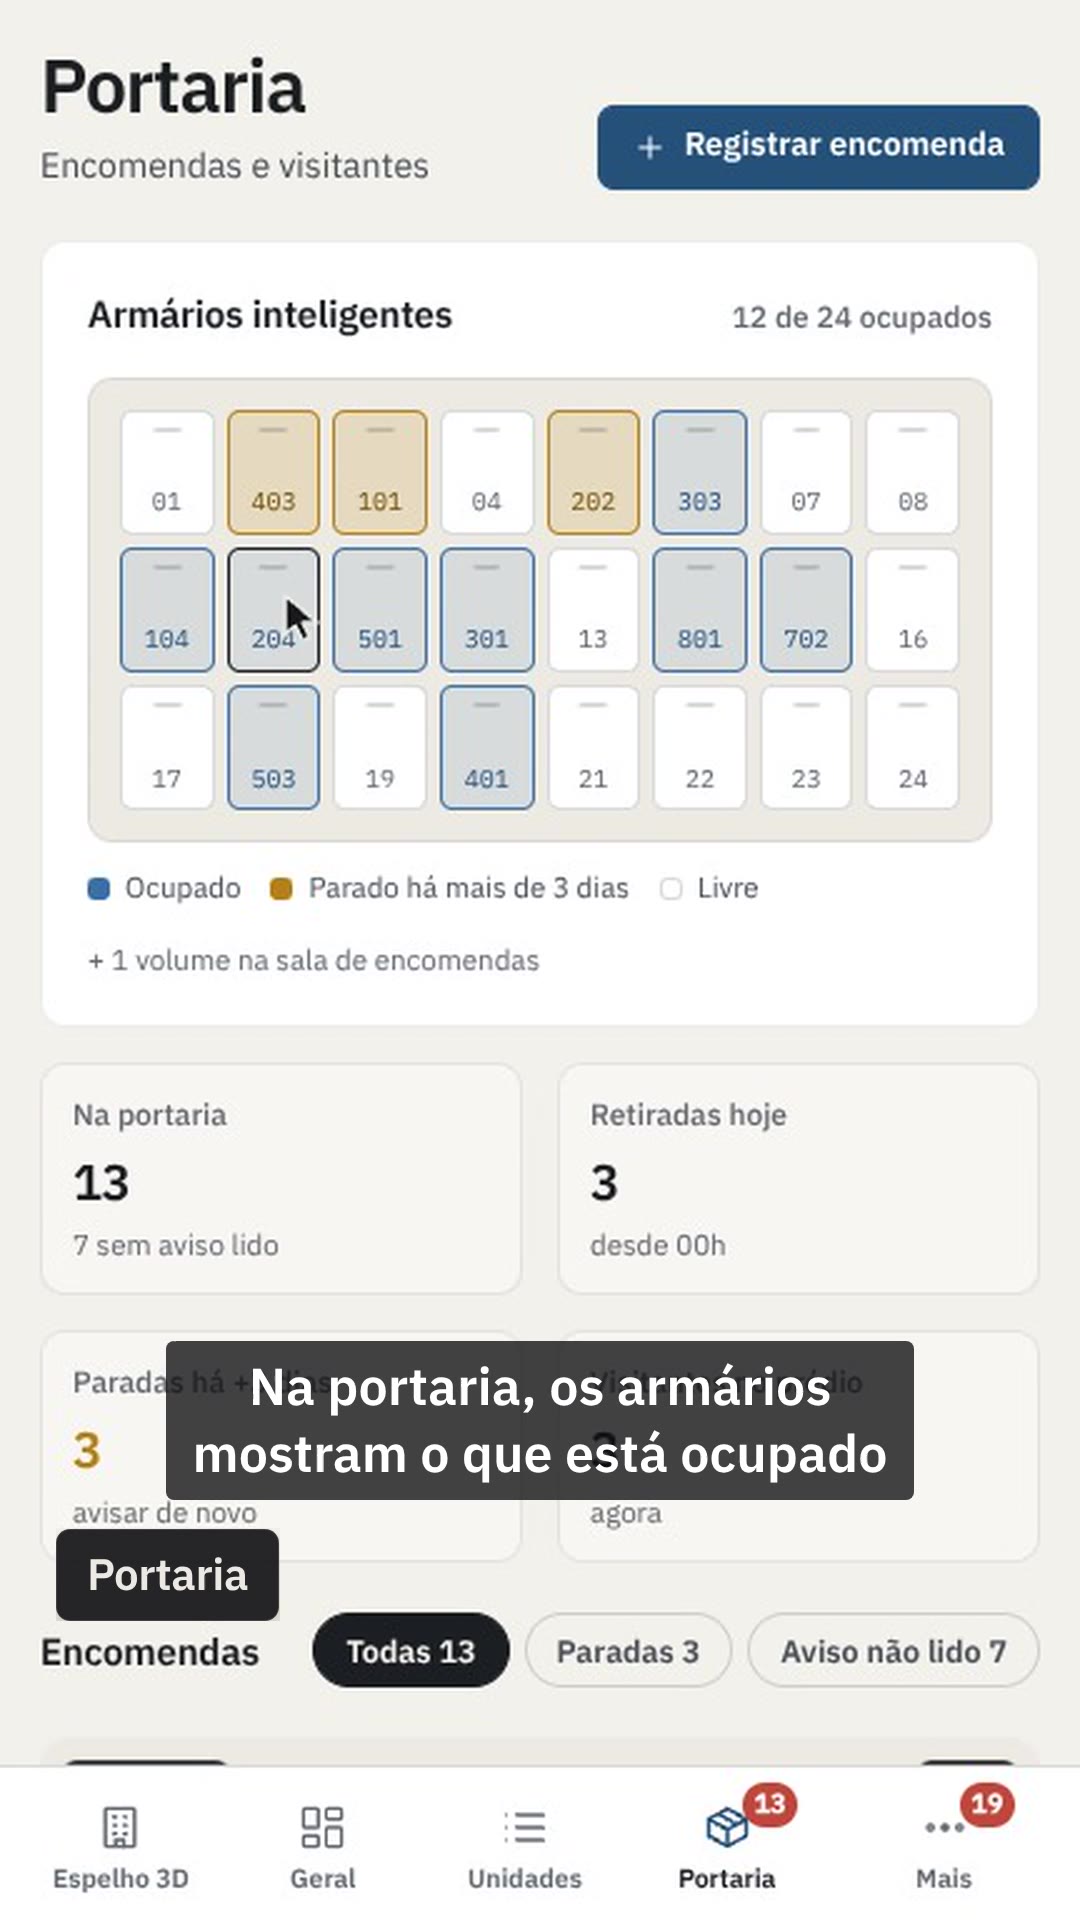 Portaria
Encomendas e visitantes
+ Registrar encomenda
Armários inteligentes
12 de 24 ocupados
01 403 101 04 202 303 07 08
104 204 501 301 13 801 702 16
17 503 19 401 21 22 23 24
Ocupado Parado há mais de 3 dias Livre
+ 1 volume na sala de encomendas
Na portaria
13
7 sem aviso lido
Retiradas hoje
3
desde 00h
Paradas há +
3
avisar de novo
agora
Na portaria, os armários
mostram o que está ocupado
Portaria
Encomendas
Todas 13
Paradas 3
Aviso não lido 7
Espelho 3D
Geral
Unidades
13
Portaria
19
Mais